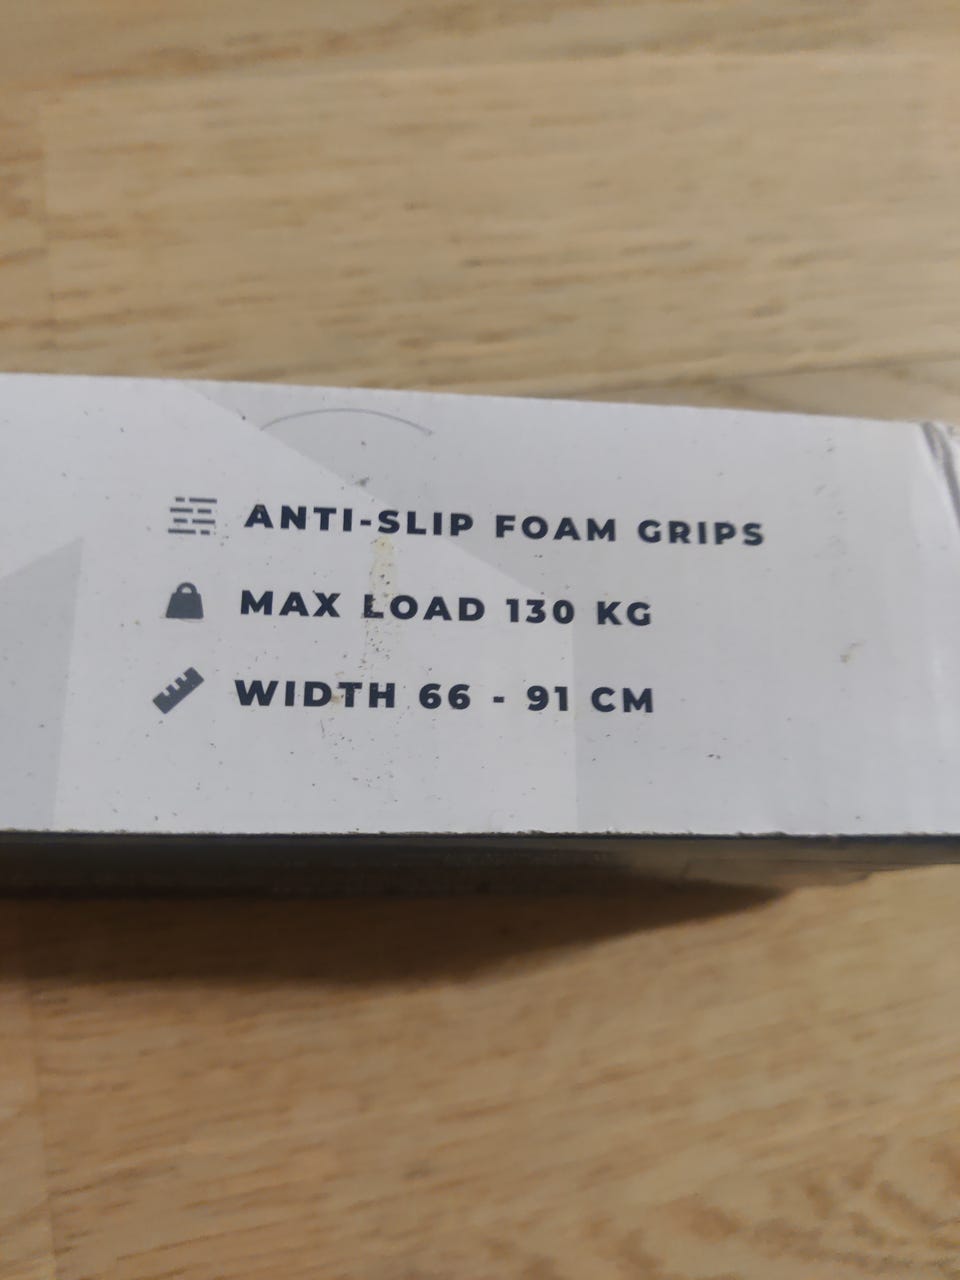 ANTI-SLIP FOAM GRIPS
MAX LOAD 130 KG
WIDTH 66 - 91 CM